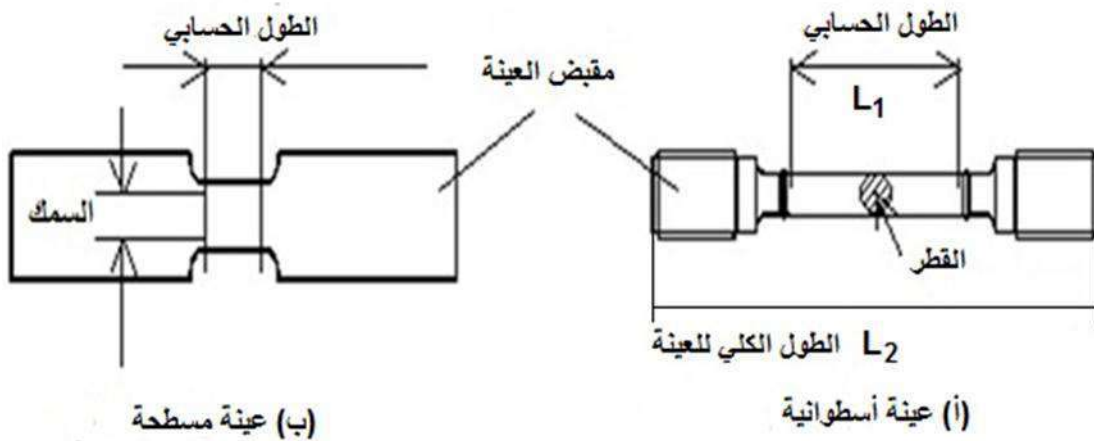 الطول الحسابي
الطول الحسابي
مقبض العينة
L1
السمك
القطر
L2 الطول الكلي للعينة
(أ) عينة أسطوانية
(ب) عينة مسطحة